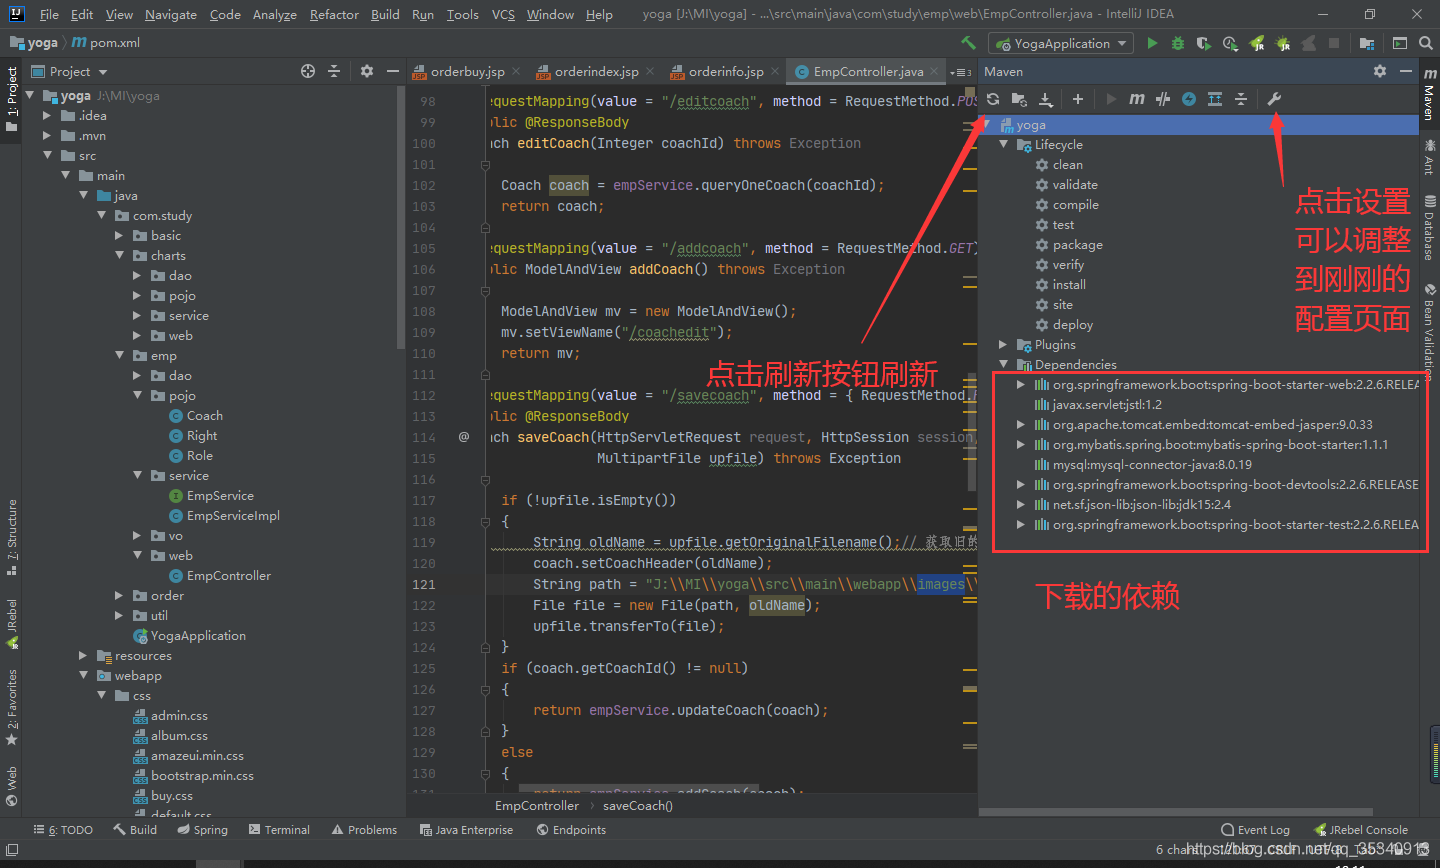 File Edit View Navigate Code Analyze Refactor Build Run Tools VCS Window Help yoga [J:\MI\yoga] - ...\src\main\java\com\study\emp\web\EmpController.java - IntelliJ IDEA
yoga pom.xml
YogaApplication
Project
orderbuy.jsp
orderindex.jsp
orderinfo.jsp
EmpController.java
Maven
1: Project
7: Structure
JRebel
2: Favorites
Web
yoga J:\MI\yoga
.idea
.mvn
src
main
java
com.study
basic
charts
dao
pojo
service
web
emp
dao
pojo
Coach
Right
Role
service
EmpService
EmpServiceImpl
vo
web
EmpController
order
util
YogaApplication
resources
webapp
css
admin.css
album.css
amazeui.min.css
bootstrap.min.css
buy.css
default.css
98 equestMapping(value = "/editcoach", method = RequestMethod.POS
99 blic @ResponseBody
100 ach editCoach(Integer coachId) throws Exception
101
102 Coach coach = empService.queryOneCoach(coachId);
103 return coach;
104
105 equestMapping(value = "/addcoach", method = RequestMethod.GET)
106 blic ModelAndView addCoach() throws Exception
107
108 ModelAndView mv = new ModelAndView();
109 mv.setViewName("/coachedit");
110 return mv;
111
112 equestMapping(value = "/savecoach", method = { RequestMethod.
113 blic @ResponseBody
114 @ ach saveCoach(HttpServletRequest request, HttpSession session,
115 MultipartFile upfile) throws Exception
116
117 if (!upfile.isEmpty())
118 {
119 String oldName = upfile.getOriginalFilename();// 获取旧的
120 coach.setCoachHeader(oldName);
121 String path = "J:\\MI\\yoga\\src\\main\\webapp\\images\\
122 File file = new File(path, oldName);
123 upfile.transferTo(file);
124 }
125 if (coach.getCoachId() != null)
126 {
127 return empService.updateCoach(coach);
128 }
129 else
130 {
131 return empService.addCoach(coach);
EmpController saveCoach()
yoga
Lifecycle
clean
validate
compile
test
package
verify
install
site
deploy
Plugins
Dependencies
org.springframework.boot:spring-boot-starter-web:2.2.6.RELEA
javax.servlet:jstl:1.2
org.apache.tomcat.embed:tomcat-embed-jasper:9.0.33
org.mybatis.spring.boot:mybatis-spring-boot-starter:1.1.1
mysql:mysql-connector-java:8.0.19
org.springframework.boot:spring-boot-devtools:2.2.6.RELEASE
net.sf.json-lib:json-lib:jdk15:2.4
org.springframework.boot:spring-boot-starter-test:2.2.6.RELEA
点击设置
可以调整
到刚刚的
配置页面
点击刷新按钮刷新
下载的依赖
Maven
Ant
Database
Bean Validation
6: TODO Build Spring Terminal Problems Java Enterprise Endpoints Event Log JRebel Console
https://blog.csdn.net/qq_35340913